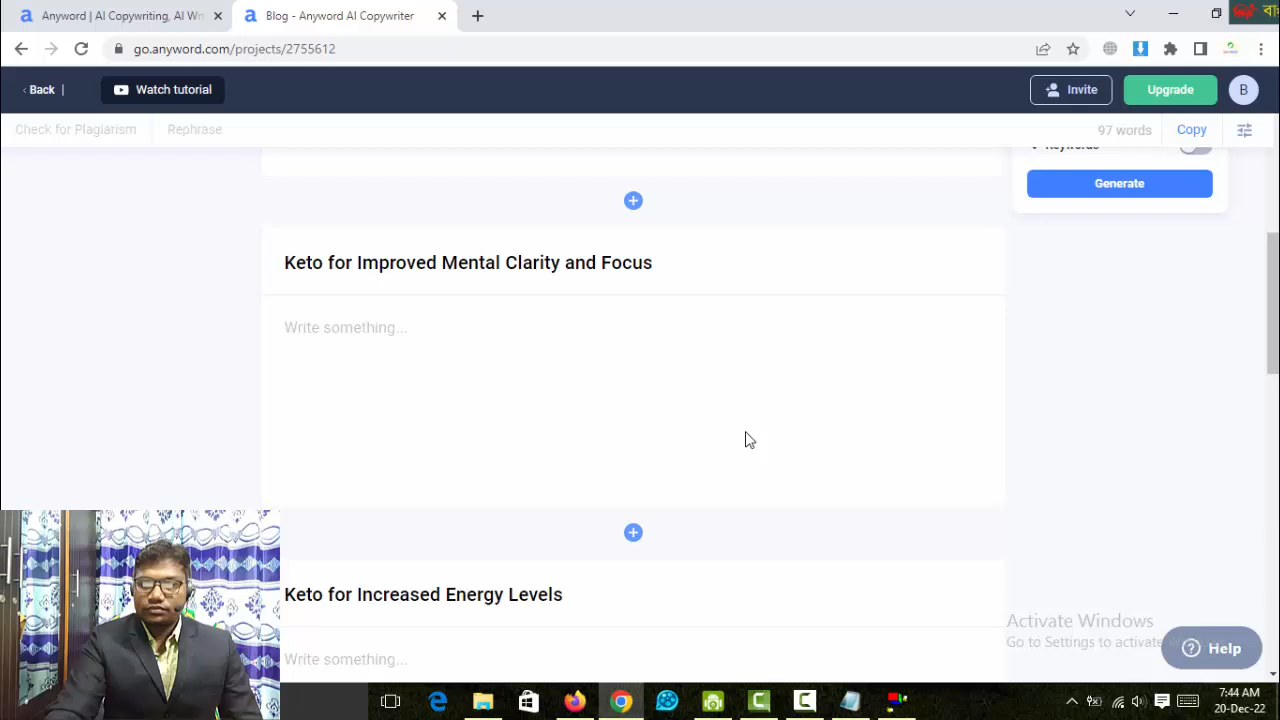 Anyword | AI Copywriting, AI Wr
Blog - Anyword AI Copywriter
বাং
go.anyword.com/projects/2755612
Back |
Watch tutorial
Invite
Upgrade
B
Check for Plagiarism
Rephrase
97 words
Copy
Keywords
Generate
Keto for Improved Mental Clarity and Focus
Write something...
Keto for Increased Energy Levels
Write something...
Activate Windows
Go to Settings to activate
Help
7:44 AM
20-Dec-22